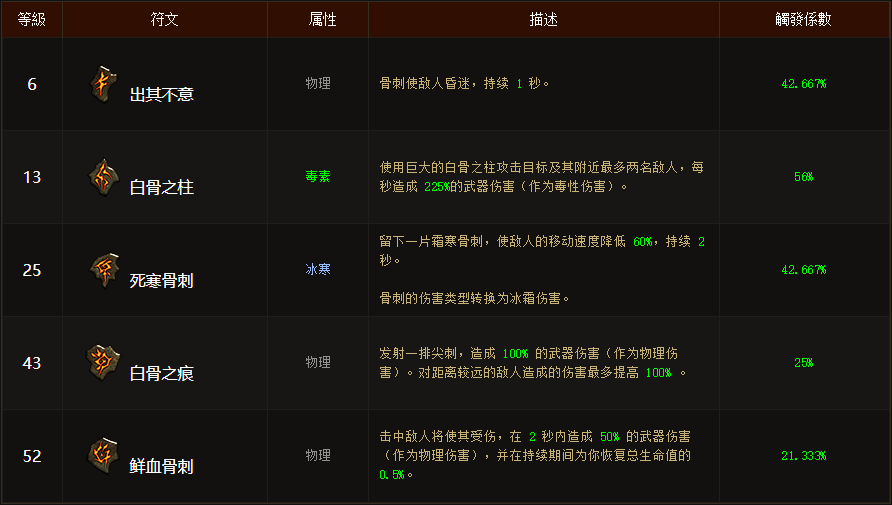 等級 符文 属性 描述 觸發係數
6 出其不意 物理 骨刺使敌人昏迷，持续 1 秒。 42.667%
13 白骨之柱 毒素 使用巨大的白骨之柱攻击目标及其附近最多两名敌人，每
秒造成 225%的武器伤害（作为毒性伤害）。 56%
25 死寒骨刺 冰寒 留下一片霜寒骨刺，使敌人的移动速度降低 60%，持续 2
秒。
骨刺的伤害类型转换为冰霜伤害。 42.667%
43 白骨之痕 物理 发射一排尖刺，造成 100% 的武器伤害（作为物理伤
害）。对距离较远的敌人造成的伤害最多提高 100% 。 25%
52 鲜血骨刺 物理 击中敌人将使其受伤，在 2 秒内造成 50% 的武器伤害
（作为物理伤害），并在持续期间为你恢复总生命值的
0.5%。 21.333%